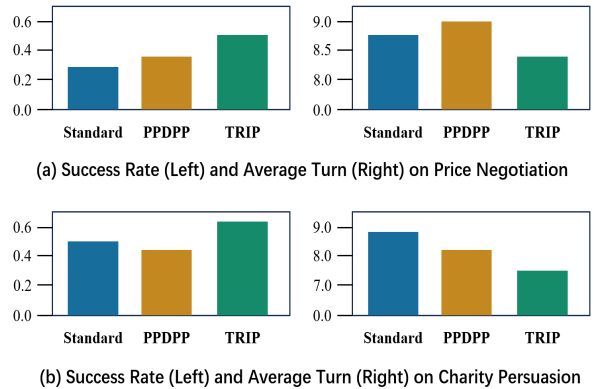 0.6
0.4
0.2
0.0
Standard PPDPP TRIP
9.0
8.5
8.0
0.0
Standard PPDPP TRIP
(a) Success Rate (Left) and Average Turn (Right) on Price Negotiation
0.6
0.4
0.2
0.0
Standard PPDPP TRIP
9.0
8.0
7.0
0.0
Standard PPDPP TRIP
(b) Success Rate (Left) and Average Turn (Right) on Charity Persuasion